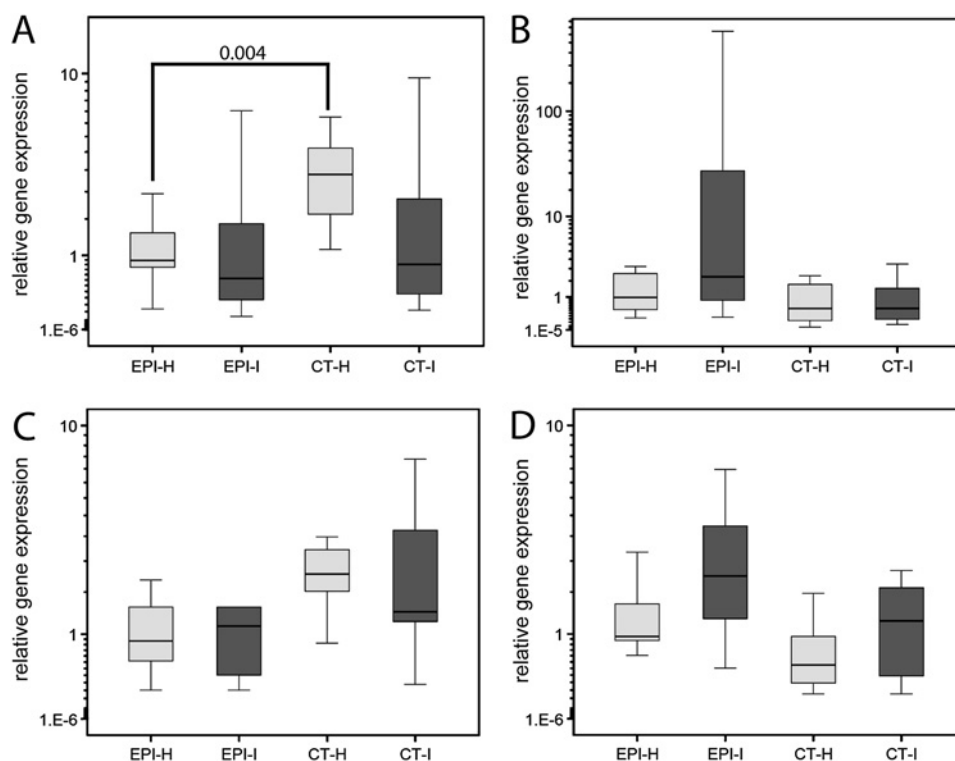 A
0.004
10
1
1.E-6
relative gene expression
EPI-H EPI-I CT-H CT-I
B
100
10
1
1.E-5
relative gene expression
EPI-H EPI-I CT-H CT-I
C
10
1
1.E-6
relative gene expression
EPI-H EPI-I CT-H CT-I
D
10
1
1.E-6
relative gene expression
EPI-H EPI-I CT-H CT-I